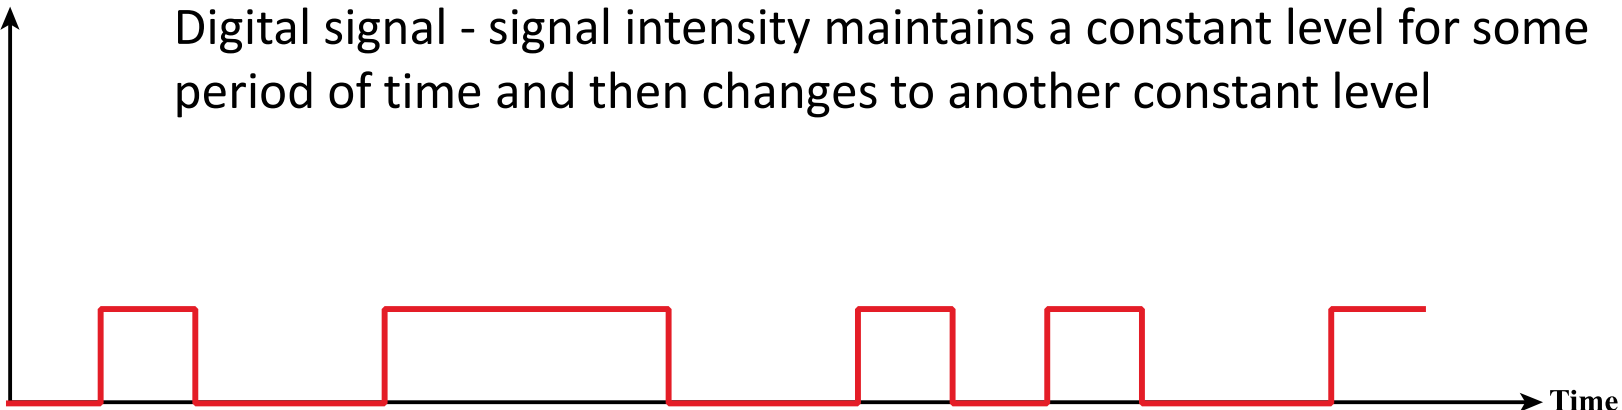 Digital signal - signal intensity maintains a constant level for some
period of time and then changes to another constant level
Time